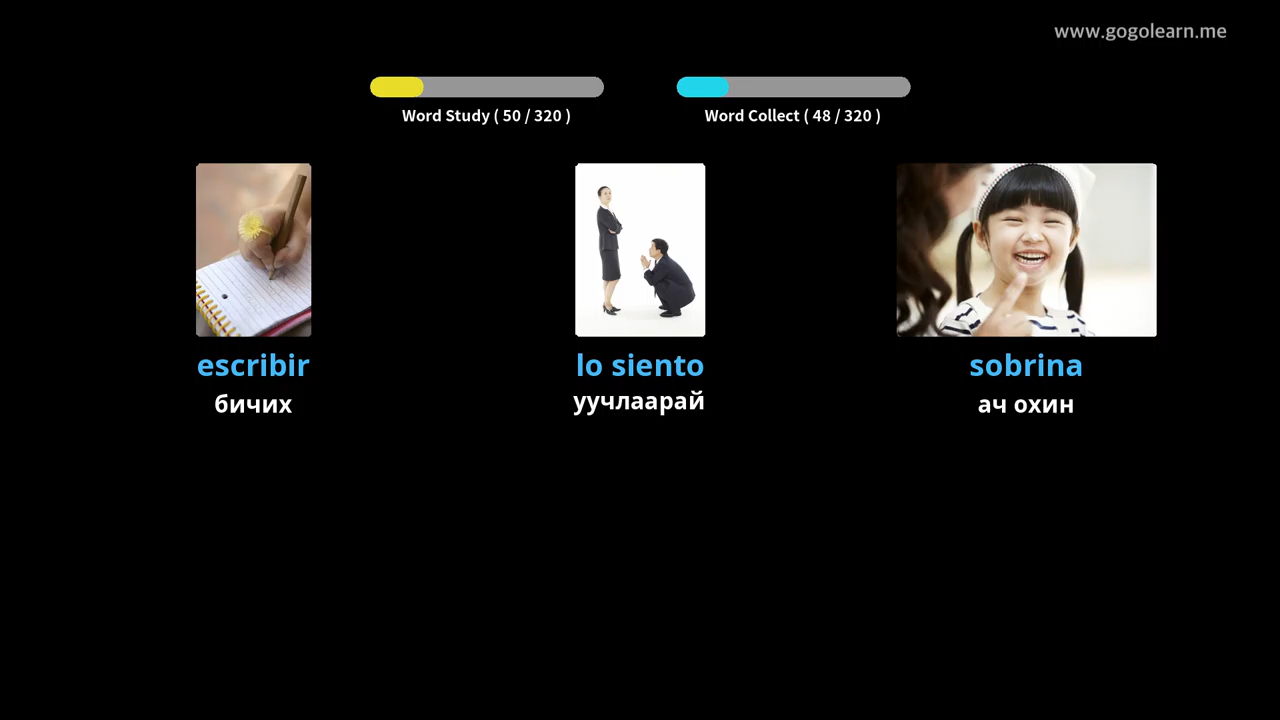 www.gogolearn.me
Word Study ( 50 / 320 )
Word Collect ( 48 / 320 )
escribir
бичих
lo siento
уучлаарай
sobrina
ач охин